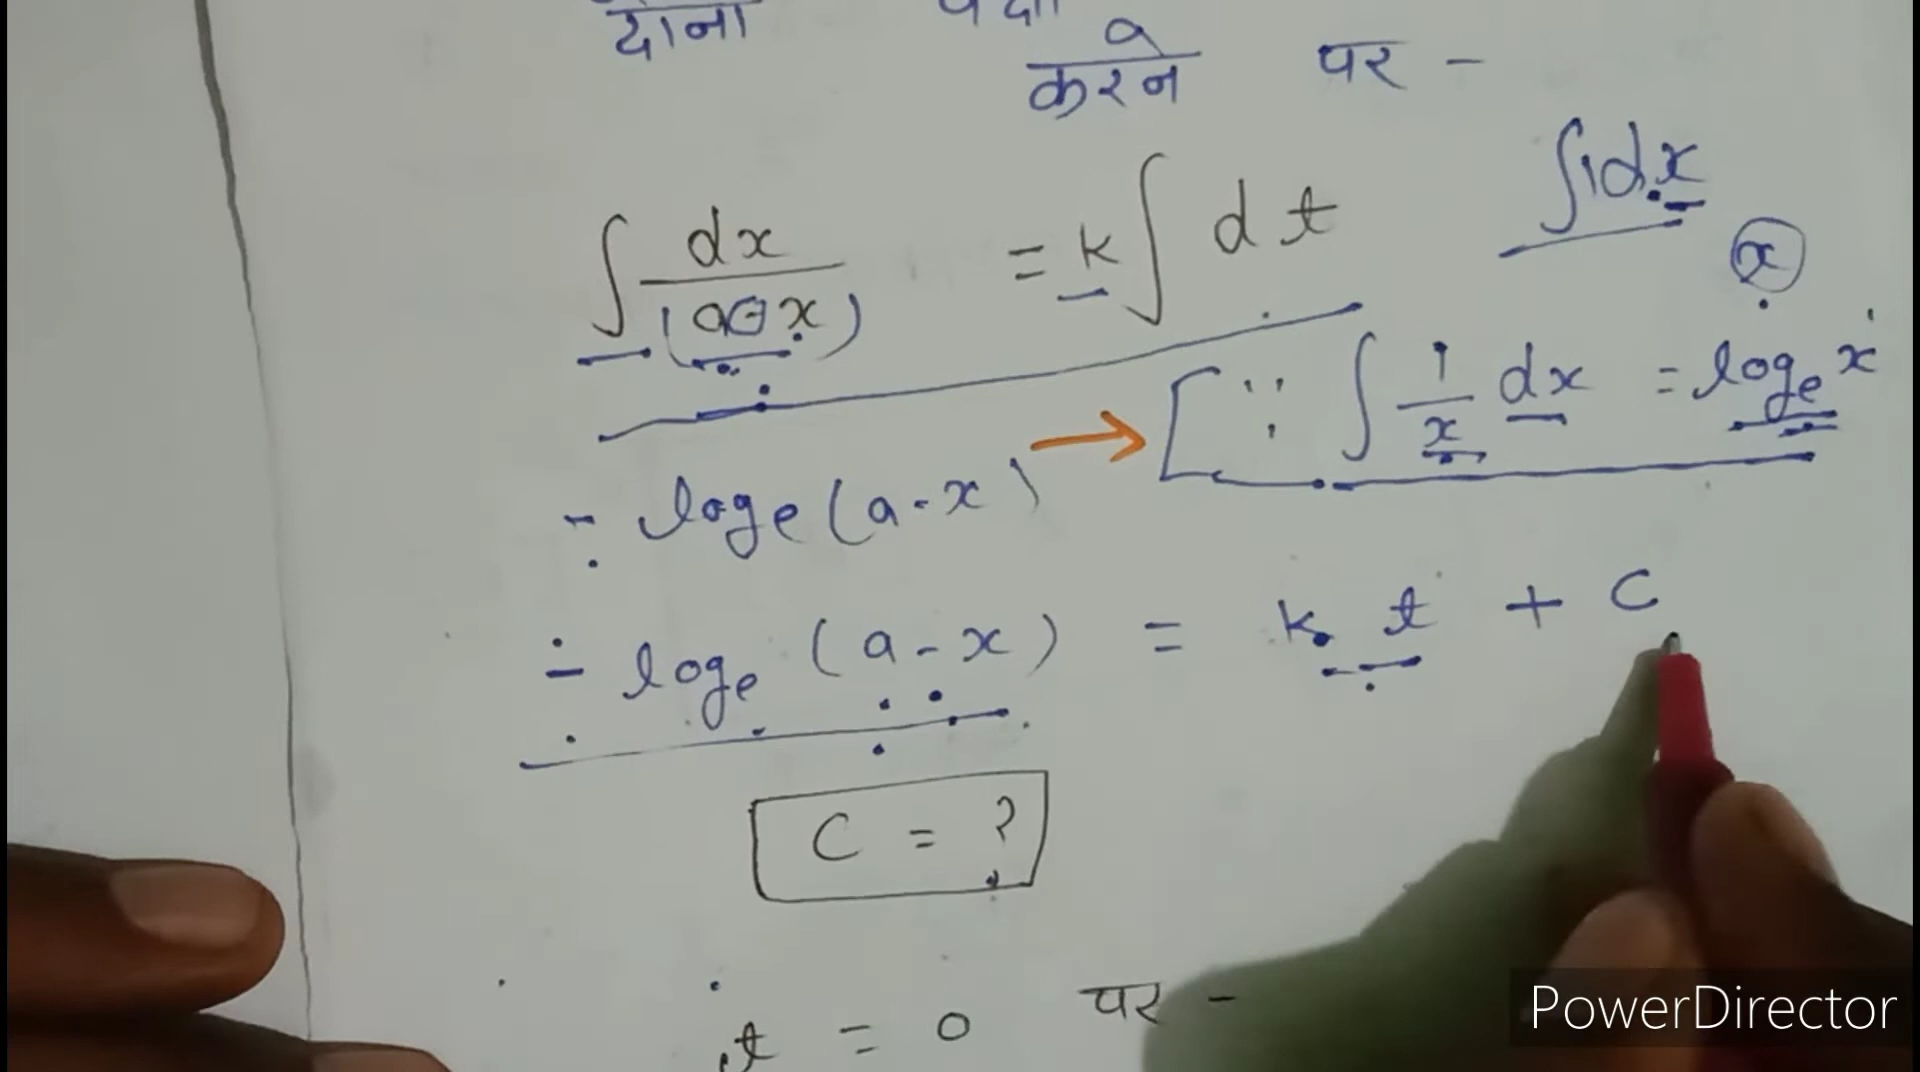 दोनो
करने पर -
∫1dx
∫ dx/(a-x) = k ∫ dt
x
[ ∵ ∫ 1/x dx = logₑ x
- logₑ (a-x) →
- logₑ (a-x) = k t + C
C = ?
t = 0 पर -
PowerDirector